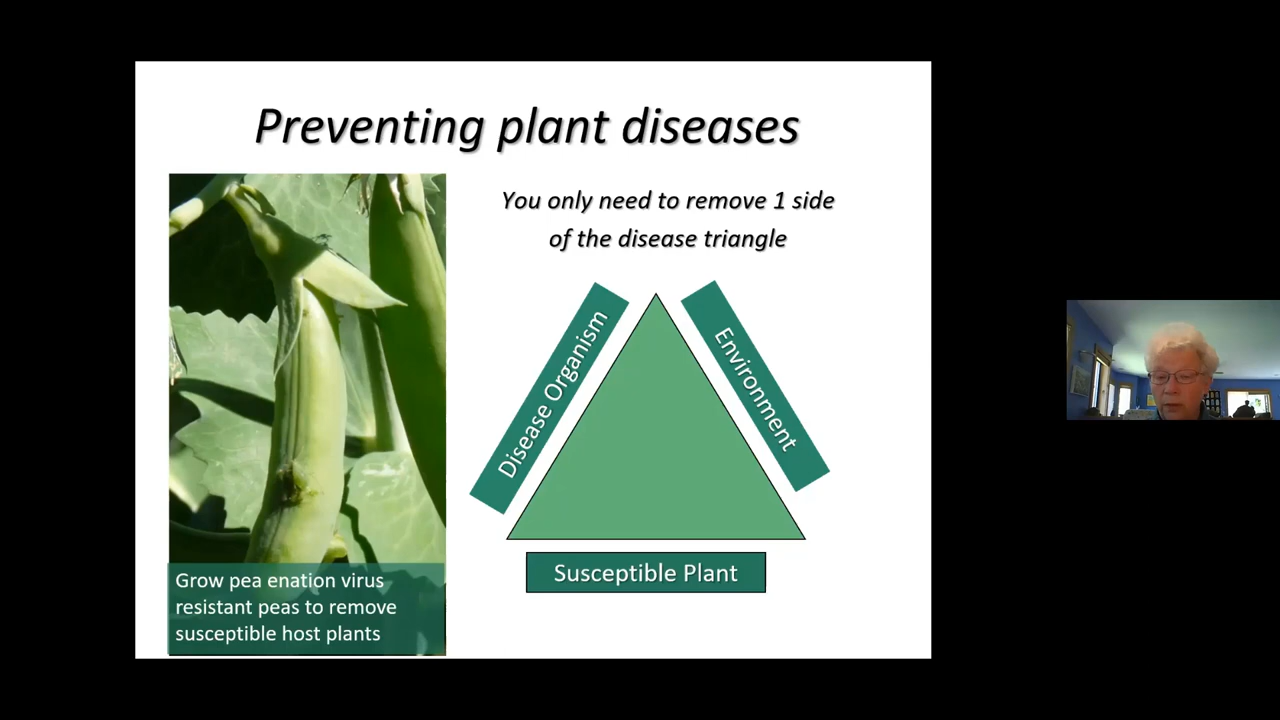 Preventing plant diseases
You only need to remove 1 side
of the disease triangle
Disease Organism
Environment
Susceptible Plant
Grow pea enation virus
resistant peas to remove
susceptible host plants